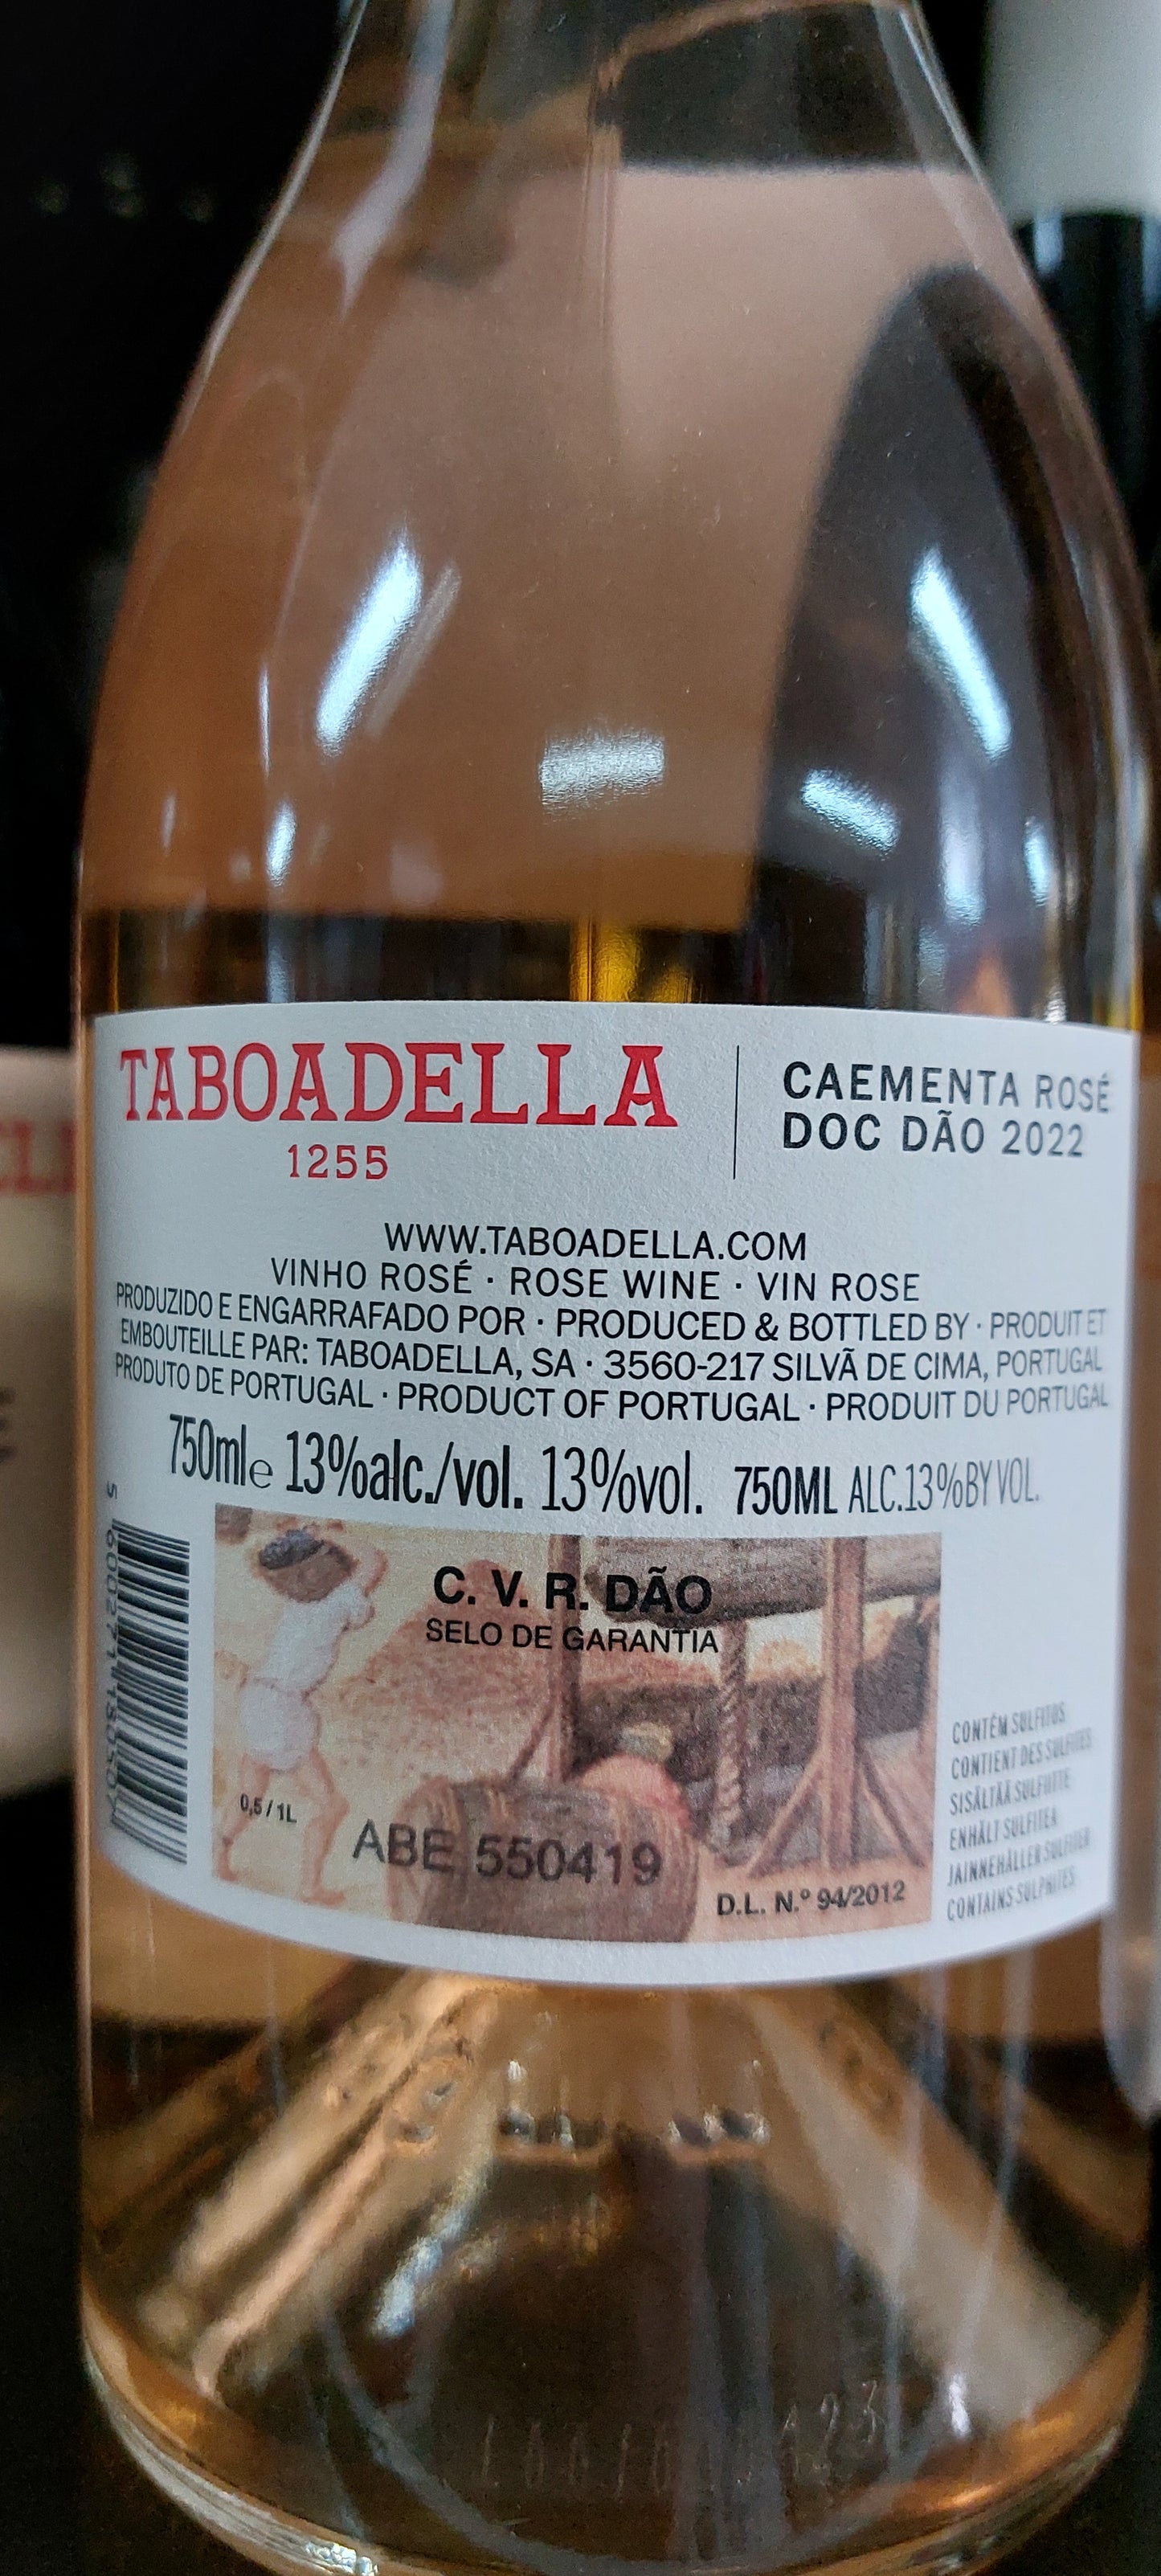 TABOADELLA
1255
CAEMENTA ROSÉ
DOC DÃO 2022
WWW.TABOADELLA.COM
VINHO ROSÉ · ROSE WINE · VIN ROSE
PRODUZIDO E ENGARRAFADO POR · PRODUCED & BOTTLED BY · PRODUIT ET
EMBOUTEILLE PAR: TABOADELLA, SA · 3560-217 SILVÃ DE CIMA, PORTUGAL
PRODUTO DE PORTUGAL · PRODUCT OF PORTUGAL · PRODUIT DU PORTUGAL
750ml℮ 13%alc./vol. 13%vol. 750ML ALC.13%BY VOL.
C. V. R. DÃO
SELO DE GARANTIA
0,5 / 1L
ABE 550419
D.L. N.º 94/2012
CONTÉM SULFITOS
CONTIENT DES SULFITES
SISÄLTÄÄ SULFIITTE
ENHÄLT SULFITEA
JAINNEHÅLLER SULFITER
CONTAINS SULPHITES